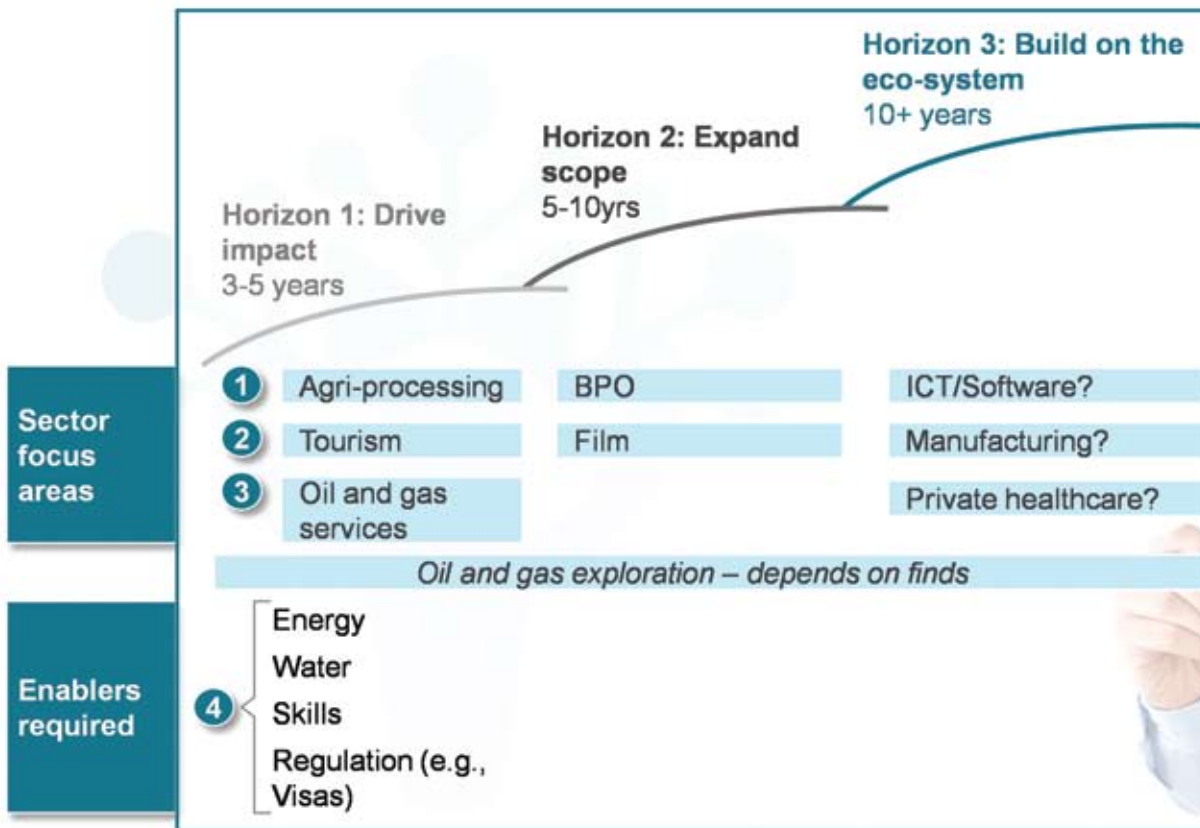 Horizon 3: Build on the
eco-system
10+ years
Horizon 2: Expand
scope
5-10yrs
Horizon 1: Drive
impact
3-5 years
Sector
focus
areas
1
Agri-processing
BPO
ICT/Software?
2
Tourism
Film
Manufacturing?
3
Oil and gas
services
Private healthcare?
Oil and gas exploration – depends on finds
Enablers
required
4
Energy
Water
Skills
Regulation (e.g.,
Visas)